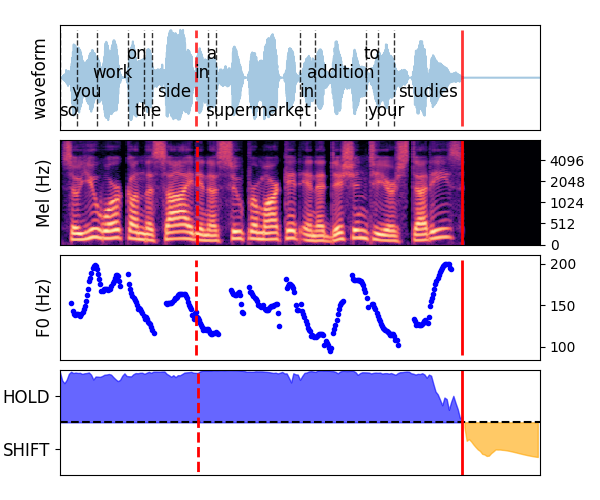 waveform
on a to
work in addition
you side in studies
so the supermarket your
Mel (Hz)
4096
2048
1024
512
0
F0 (Hz)
200
150
100
HOLD
SHIFT